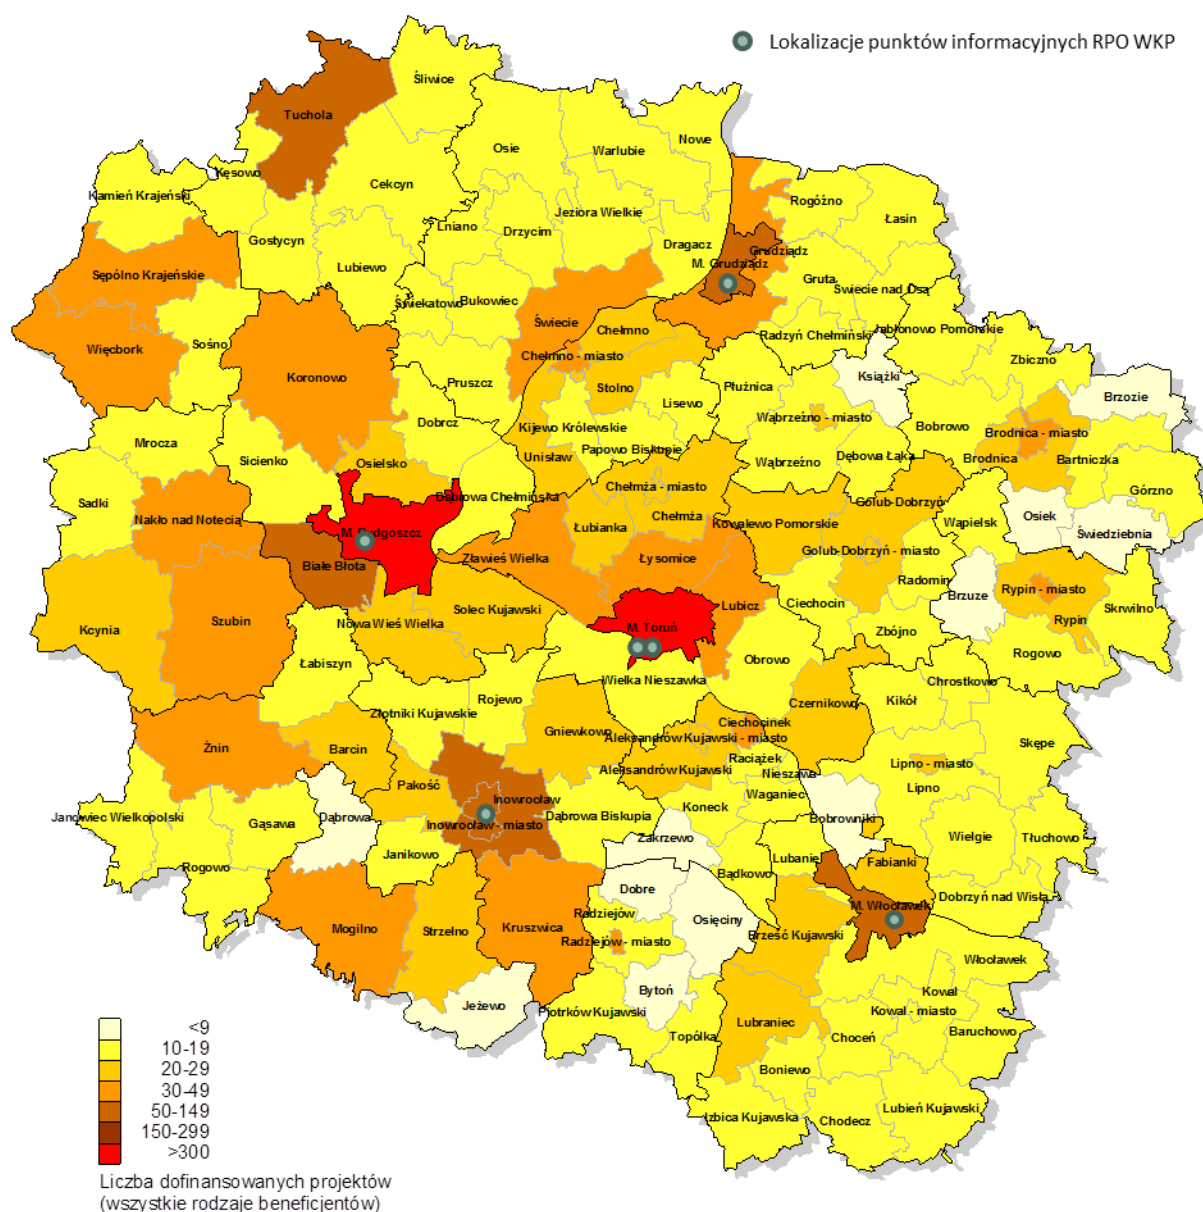 Lokalizacje punktów informacyjnych RPO WKP
Śliwice
Tuchola
Nowe
Osie
Warlubie
Kęsowo
Cekcyn
Kamień Krajeński
Rogóźno
Łasin
Jeziora Wielkie
Lniano
Drzycim
Gostycyn
Dragacz
Grudziądz
M. Grudziądz
Lubiewo
Sępólno Krajeńskie
Gruta
Świecie nad Osą
Świekatowo
Bukowiec
Świecie
Chełmno
Radzyń Chełmiński
Jabłonowo Pomorskie
Sośno
Więcbork
Chełmno - miasto
Zbiczno
Książki
Koronowo
Pruszcz
Stolno
Płużnica
Brzozie
Lisewo
Wąbrzeźno - miasto
Dobrcz
Kijewo Królewskie
Bobrowo
Brodnica - miasto
Mrocza
Papowo Biskupie
Sicienko
Osielsko
Unisław
Wąbrzeźno
Dębowa Łąka
Brodnica
Bartniczka
Górzno
Chełmża - miasto
Sadki
Dąbrowa Chełmińska
Golub-Dobrzyń
Nakło nad Notecią
Chełmża
Kowalewo Pomorskie
Wąpielsk
Osiek
M. Bydgoszcz
Łubianka
Świedziebnia
Golub-Dobrzyń - miasto
Zławieś Wielka
Łysomice
Białe Błota
Radomin
Rypin - miasto
Brzuze
Ciechocin
Lubicz
Solec Kujawski
Skrwilno
Szubin
Nowa Wieś Wielka
Rypin
Kcynia
M. Toruń
Zbójno
Rogowo
Obrowo
Łabiszyn
Wielka Nieszawka
Chrostkowo
Rojewo
Kikół
Czernikowo
Złotniki Kujawskie
Ciechocinek
Gniewkowo
Aleksandrów Kujawski - miasto
Skępe
Żnin
Barcin
Raciążek
Lipno - miasto
Aleksandrów Kujawski
Nieszawa
Pakość
Lipno
Waganiec
Inowrocław
Koneck
Janowiec Wielkopolski
Dąbrowa
Dąbrowa Biskupia
Bobrowniki
Gąsawa
Inowrocław - miasto
Zakrzewo
Wielgie
Tłuchowo
Janikowo
Lubanie
Fabianki
Rogowo
Bądkowo
Dobre
Dobrzyń nad Wisłą
M. Włocławek
Radziejów
Osięciny
Mogilno
Strzelno
Kruszwica
Brześć Kujawski
Radziejów - miasto
Włocławek
Bytoń
Kowal
Jeżewo
Piotrków Kujawski
Kowal - miasto
Lubraniec
Baruchowo
Topólka
Choceń
Boniewo
Lubień Kujawski
Izbica Kujawska
Chodecz
<9
10-19
20-29
30-49
50-149
150-299
>300
Liczba dofinansowanych projektów
(wszystkie rodzaje beneficjentów)